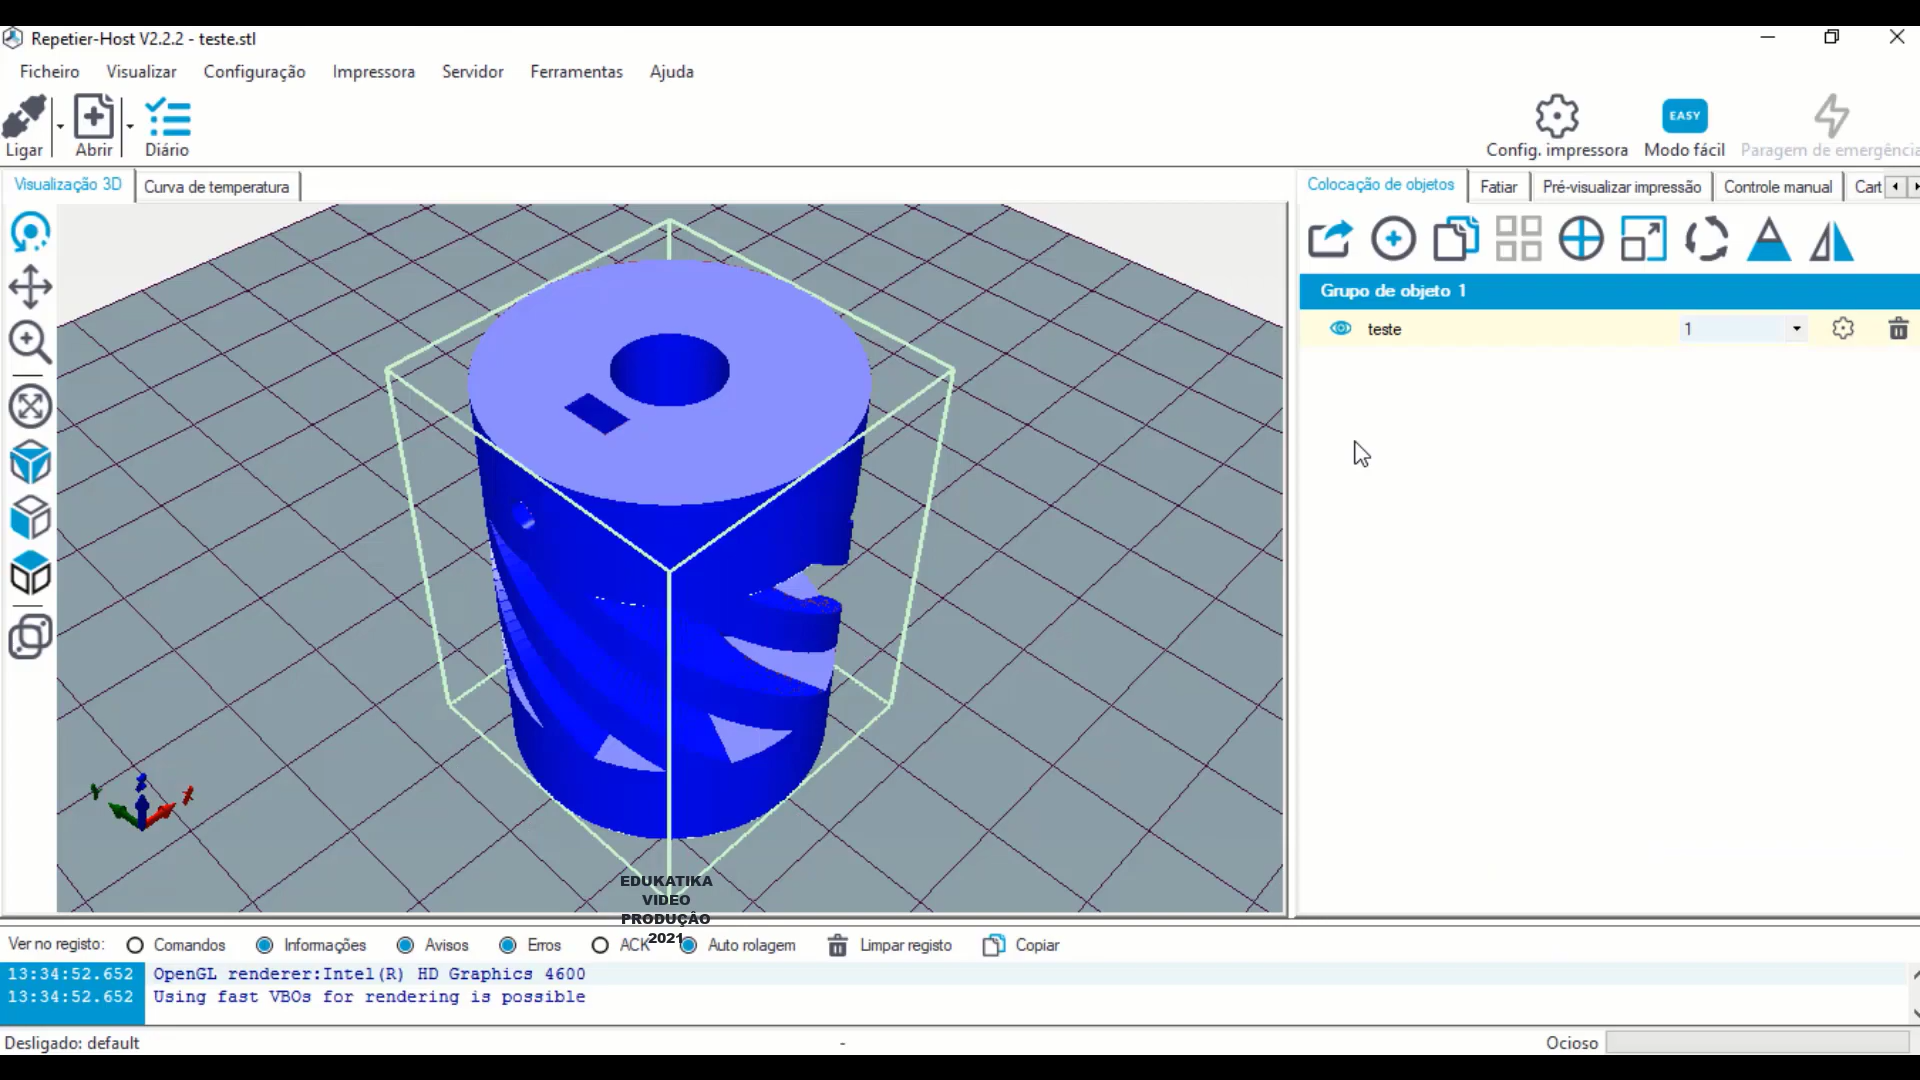 Repetier-Host V2.2.2 - teste.stl
Ficheiro Visualizar Configuração Impressora Servidor Ferramentas Ajuda
Ligar Abrir Diário Config. impressora EASY Modo fácil Paragem de emergência
Visualização 3D Curva de temperatura Colocação de objetos Fatiar Pré-visualizar impressão Controle manual Cart
Grupo de objeto 1
teste 1
Y Z X
EDUKATIKA
VIDEO
PRODUÇÃO
2021
Ver no registo: Comandos Informações Avisos Erros ACK Auto rolagem Limpar registo Copiar
13:34:52.652 OpenGL renderer:Intel(R) HD Graphics 4600
13:34:52.652 Using fast VBOs for rendering is possible
Desligado: default - Ocioso